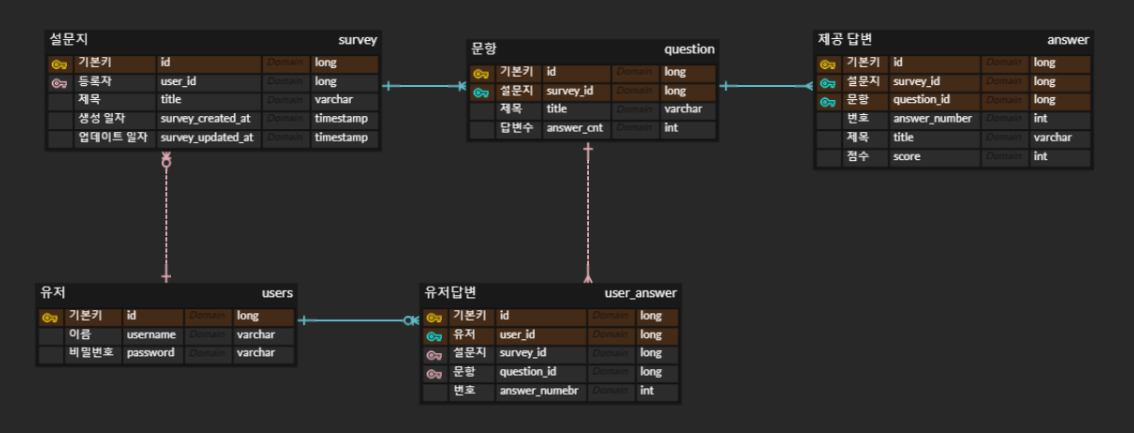 설문지 survey
기본키 id Domain long
등록자 user_id Domain long
제목 title Domain varchar
생성 일자 survey_created_at Domain timestamp
업데이트 일자 survey_updated_at Domain timestamp
문항 question
기본키 id Domain long
설문지 survey_id Domain long
제목 title Domain varchar
답변수 answer_cnt Domain int
제공 답변 answer
기본키 id Domain long
설문지 survey_id Domain long
문항 question_id Domain long
번호 answer_number Domain int
제목 title Domain varchar
점수 score Domain int
유저 users
기본키 id Domain long
이름 username Domain varchar
비밀번호 password Domain varchar
유저답변 user_answer
기본키 id Domain long
유저 user_id Domain long
설문지 survey_id Domain long
문항 question_id Domain long
번호 answer_numebr Domain int